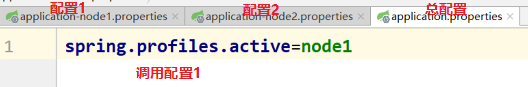 配置1 配置2 总配置
application-node1.properties application-node2.properties application.properties
1 spring.profiles.active=node1
调用配置1